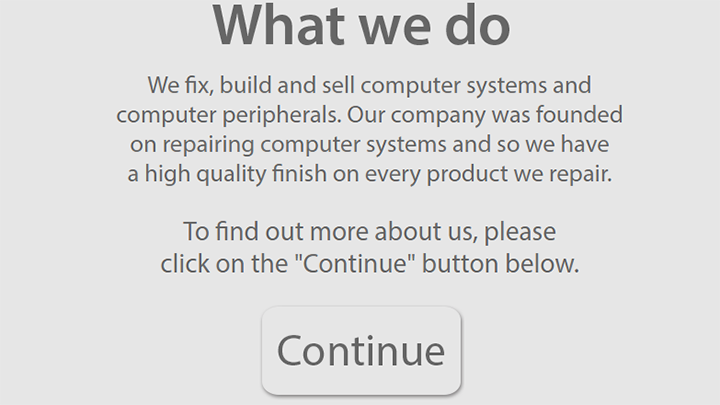 What we do
We fix, build and sell computer systems and
computer peripherals. Our company was founded
on repairing computer systems and so we have
a high quality finish on every product we repair.
To find out more about us, please
click on the "Continue" button below.
Continue